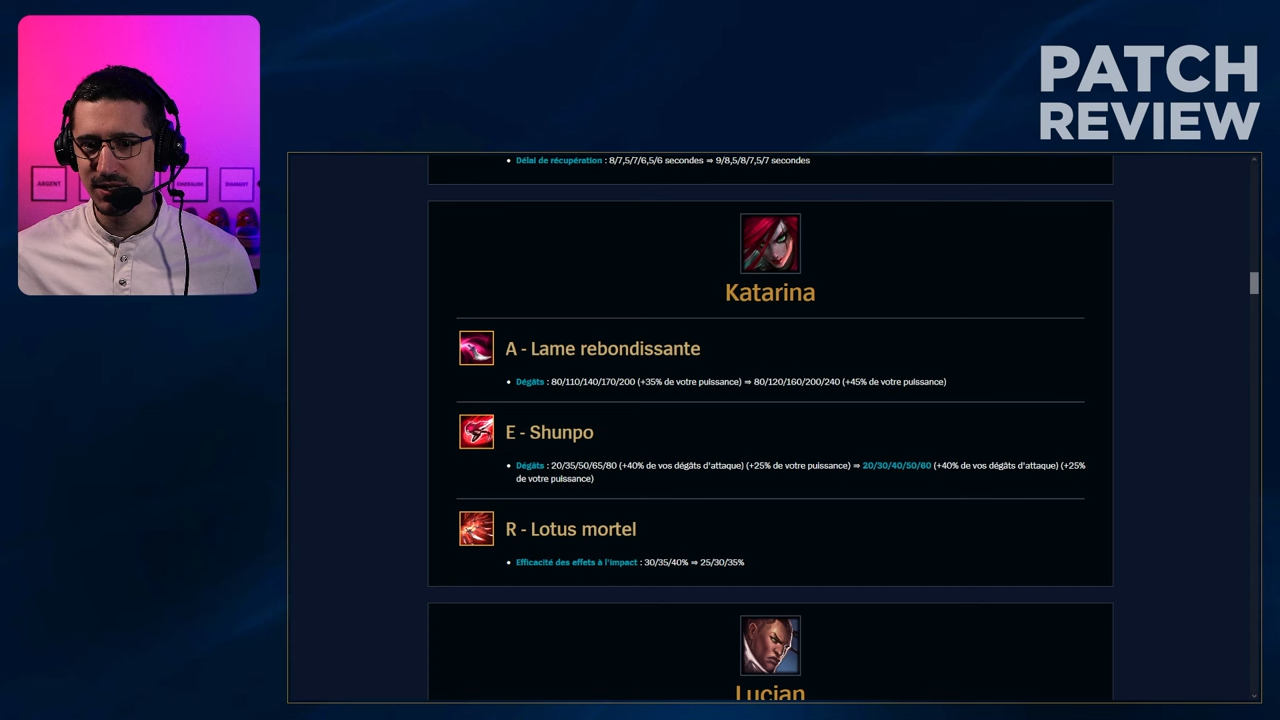 PATCH
REVIEW
ARGENT
DIAMANT
• Délai de récupération : 8/7,5/7/6,5/6 secondes ⇒ 9/8,5/8/7,5/7 secondes
Katarina
A - Lame rebondissante
• Dégâts : 80/110/140/170/200 (+35% de votre puissance) ⇒ 80/120/160/200/240 (+45% de votre puissance)
E - Shunpo
• Dégâts : 20/35/50/65/80 (+40% de vos dégâts d'attaque) (+25% de votre puissance) ⇒ 20/30/40/50/60 (+40% de vos dégâts d'attaque) (+25%
de votre puissance)
R - Lotus mortel
• Efficacité des effets à l'impact : 30/35/40% ⇒ 25/30/35%
Lucian